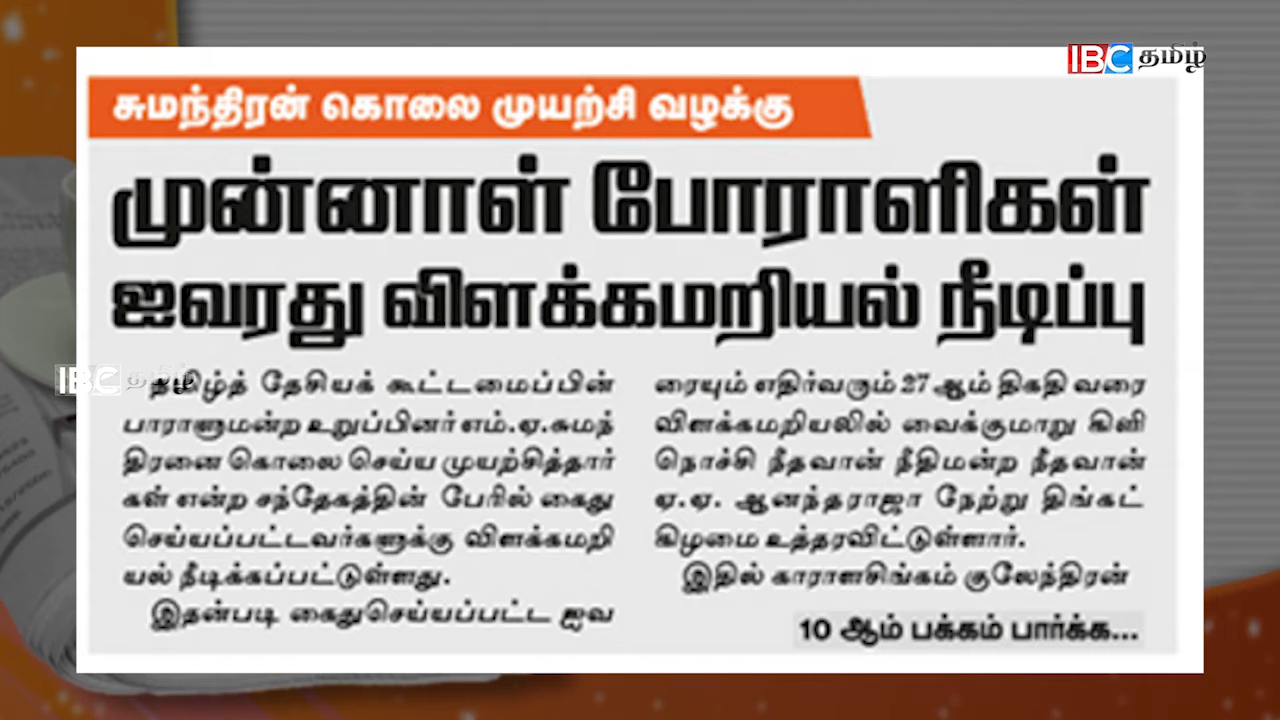 IBC தமிழ்
சுமந்திரன் கொலை முயற்சி வழக்கு
முன்னாள் போராளிகள்
ஐவரது விளக்கமறியல் நீடிப்பு
IBC தமிழ்
தமிழ்த் தேசியக் கூட்டமைப்பின்
பாராளுமன்ற உறுப்பினர் எம்.ஏ.சுமந்
திரனை கொலை செய்ய முயற்சித்தார்
கள் என்ற சந்தேகத்தின் பேரில் கைது
செய்யப்பட்டவர்களுக்கு விளக்கமறி
யல் நீடிக்கப்பட்டுள்ளது.
இதன்படி கைதுசெய்யப்பட்ட ஐவ
ரையும் எதிர்வரும் 27 ஆம் திகதி வரை
விளக்கமறியலில் வைக்குமாறு கிளி
நொச்சி நீதவான் நீதிமன்ற நீதவான்
ஏ.ஏ. ஆனந்தராஜா நேற்று திங்கட்
கிழமை உத்தரவிட்டுள்ளார்.
இதில் காராளசிங்கம் குலேந்திரன்
10 ஆம் பக்கம் பார்க்க...